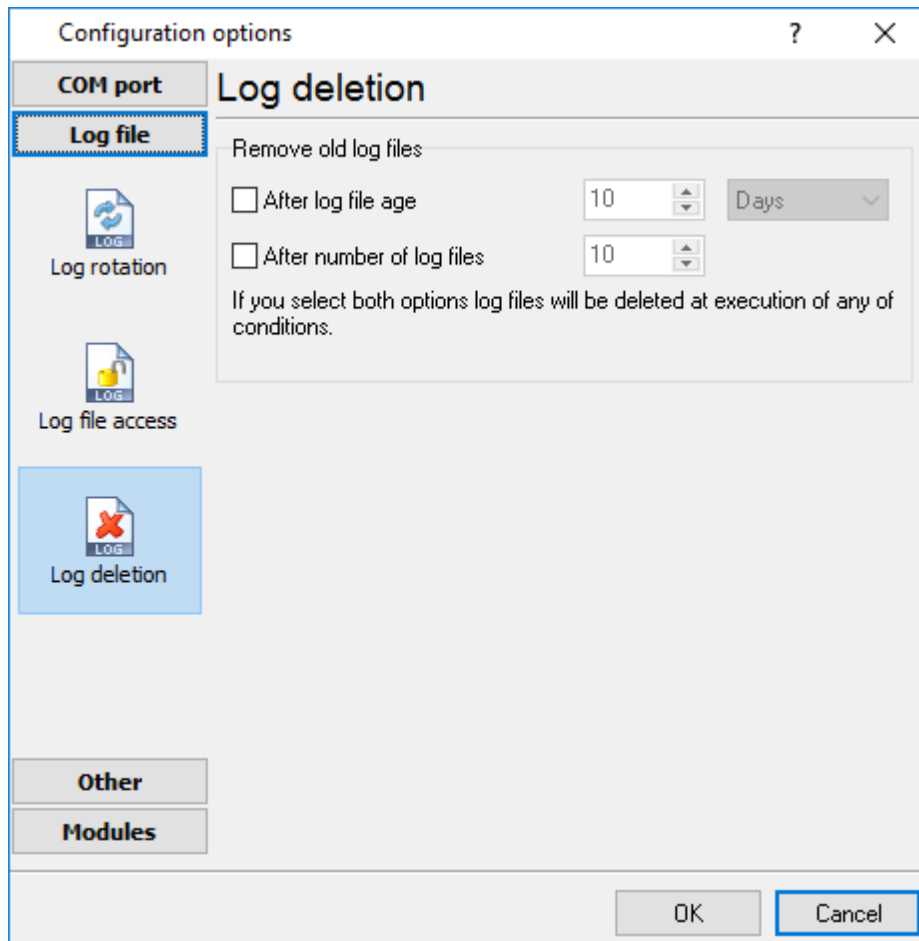 Configuration options
?
COM port
Log file
LOG
Log rotation
LOG
Log file access
LOG
Log deletion
Other
Modules
Log deletion
Remove old log files
After log file age 10 Days
After number of log files 10
If you select both options log files will be deleted at execution of any of
conditions.
OK Cancel